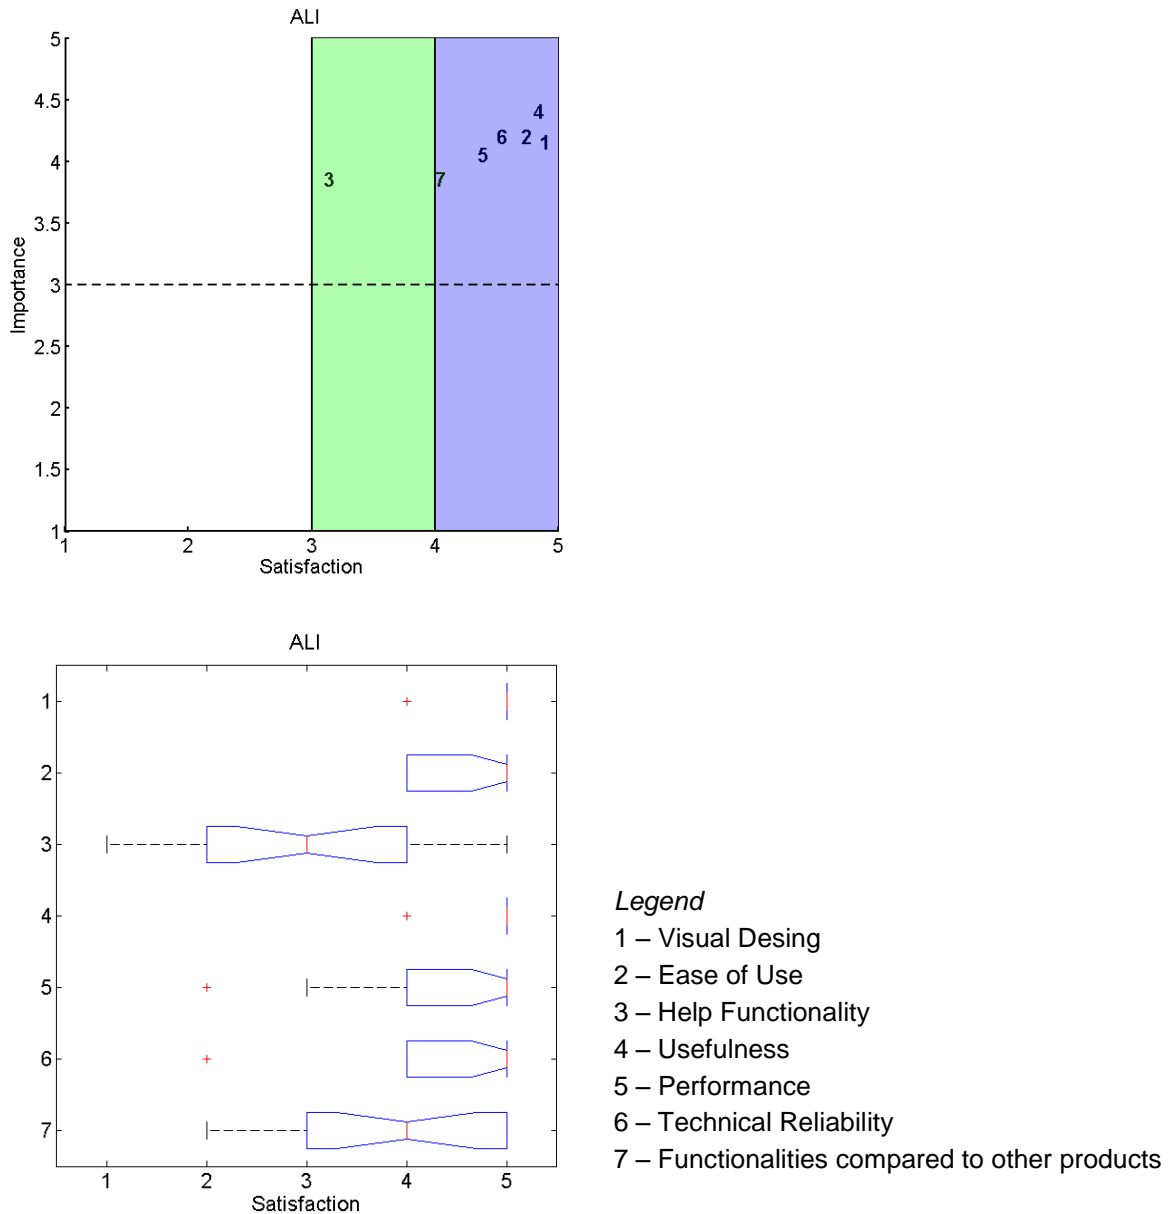 ALI
5
4.5
4
3.5
3
2.5
2
1.5
1
Importance
4
6 2 1
5
3 7
1 2 3 4 5
Satisfaction
ALI
1
2
3
4
5
6
7
1 2 3 4 5
Satisfaction
Legend
1 – Visual Desing
2 – Ease of Use
3 – Help Functionality
4 – Usefulness
5 – Performance
6 – Technical Reliability
7 – Functionalities compared to other products